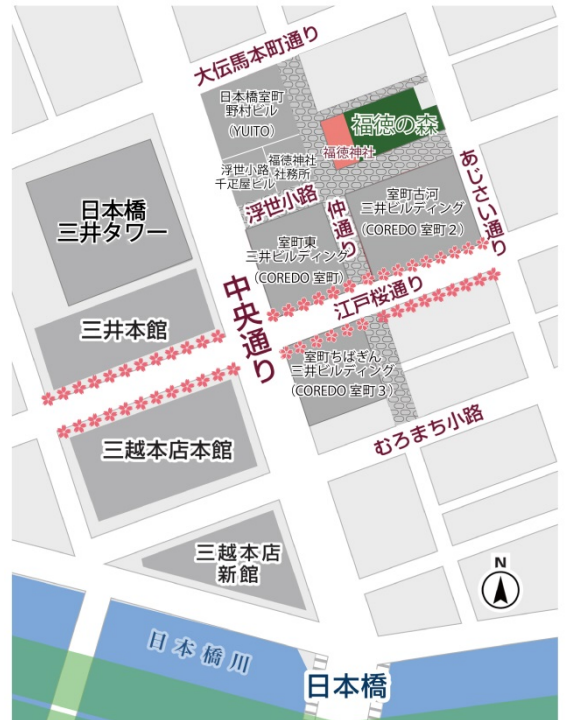 大伝馬本町通り
日本橋室町
野村ビル
(YUITO)
福徳の森
福徳神社
浮世小路
千疋屋ビル
福徳神社
社務所
あじさい通り
浮世小路
仲通り
室町古河
三井ビルディング
(COREDO 室町２)
日本橋
三井タワー
室町東
三井ビルディング
(COREDO 室町)
中央通り
江戸桜通り
三井本館
室町ちばぎん
三井ビルディング
(COREDO 室町３)
三越本店本館
むろまち小路
三越本店
新館
N
日本橋川
日本橋